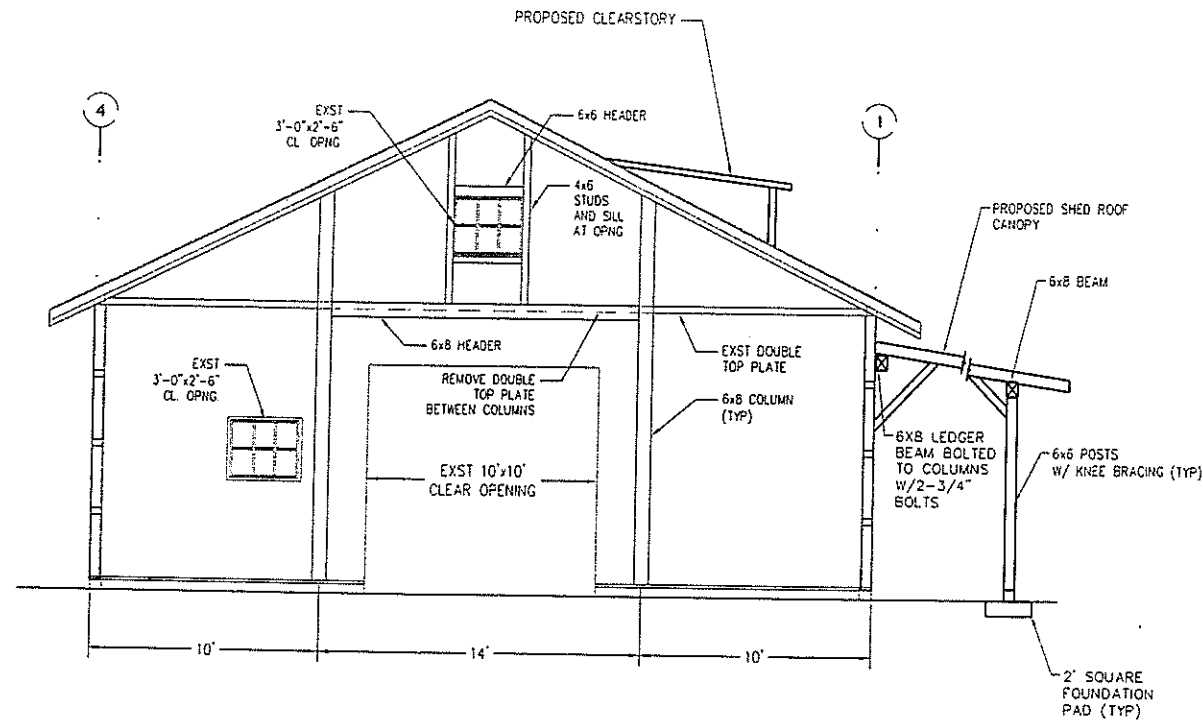 PROPOSED CLEARSTORY
4
EXST
3'-0"x2'-6"
CL OPNG
6x6 HEADER
1
4x6
STUDS
AND SILL
AT OPNG
PROPOSED SHED ROOF
CANOPY
6x8 BEAM
6x8 HEADER
EXST DOUBLE
TOP PLATE
EXST
3'-0"x2'-6"
CL. OPNG.
REMOVE DOUBLE
TOP PLATE
BETWEEN COLUMNS
6x8 COLUMN
(TYP)
6X8 LEDGER
BEAM BOLTED
TO COLUMNS
W/2-3/4"
BOLTS
6x6 POSTS
W/ KNEE BRACING (TYP)
EXST 10'x10'
CLEAR OPENING
10'
14'
10'
2' SQUARE
FOUNDATION
PAD (TYP)